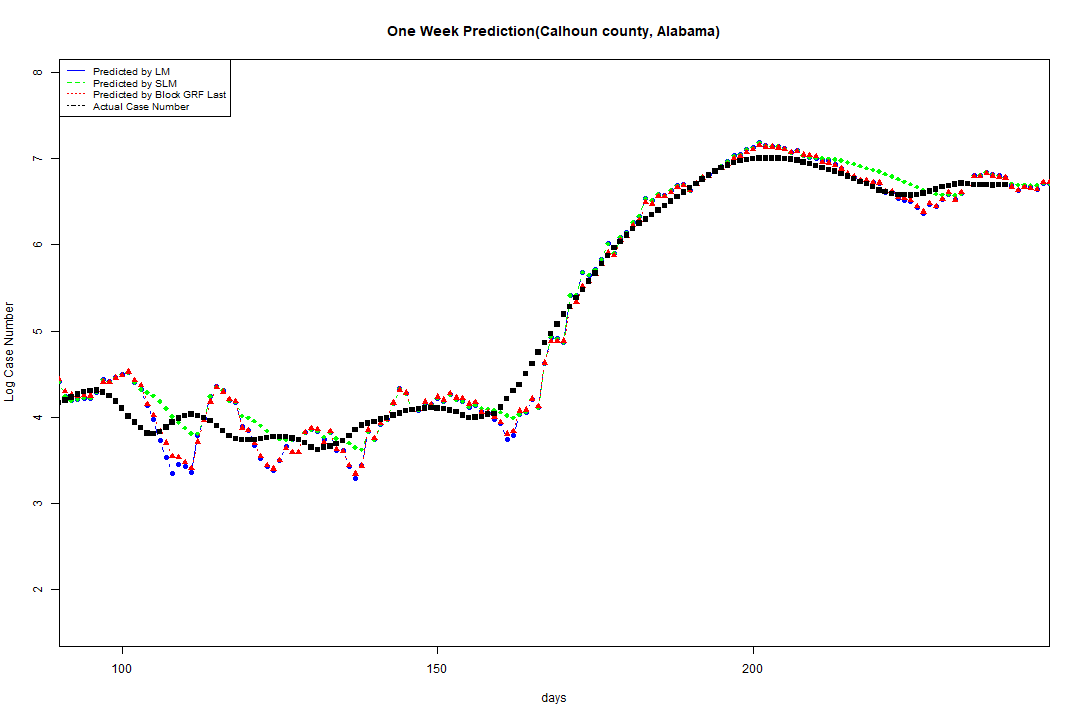 One Week Prediction(Calhoun county, Alabama)
Predicted by LM
Predicted by SLM
Predicted by Block GRF Last
Actual Case Number
8
7
6
5
4
3
2
Log Case Number
100 150 200
days